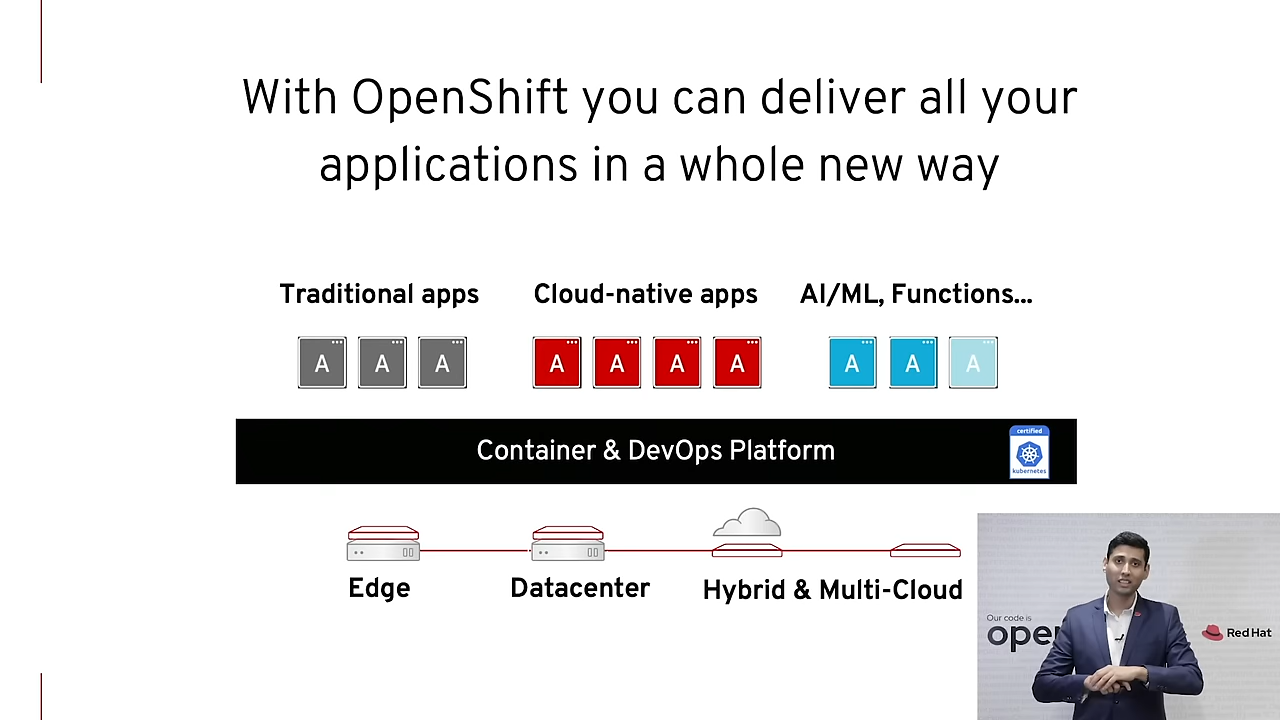 With OpenShift you can deliver all your
applications in a whole new way
Traditional apps Cloud-native apps AI/ML, Functions...
A A A A A A A A A A
Container & DevOps Platform
certified
kubernetes
Edge Datacenter Hybrid & Multi-Cloud
Our code is
open
Red Hat